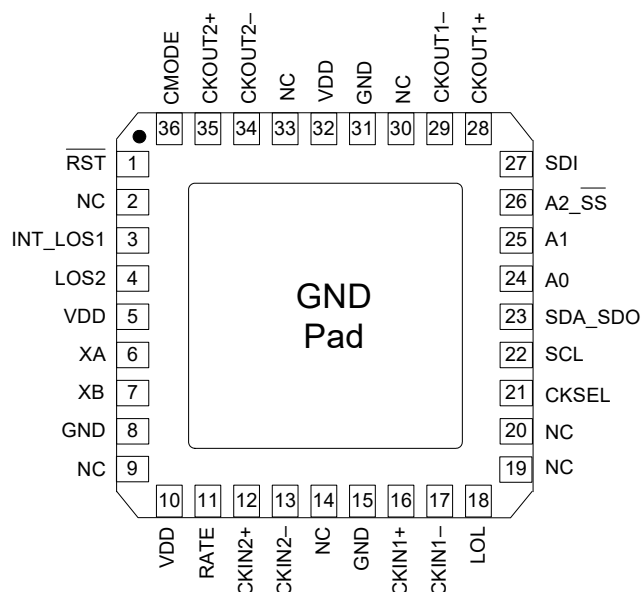 CMODE
CKOUT2+
CKOUT2–
NC
VDD
GND
NC
CKOUT1–
CKOUT1+
36
35
34
33
32
31
30
29
28
RST
1
NC
2
INT_LOS1
3
LOS2
4
VDD
5
XA
6
XB
7
GND
8
NC
9
GND
Pad
27
SDI
26
A2_SS
25
A1
24
A0
23
SDA_SDO
22
SCL
21
CKSEL
20
NC
19
NC
10
11
12
13
14
15
16
17
18
VDD
RATE
CKIN2+
CKIN2–
NC
GND
CKIN1+
CKIN1–
LOL